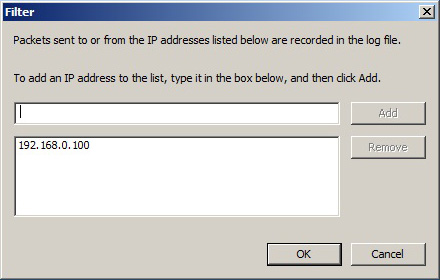 Filter
Packets sent to or from the IP addresses listed below are recorded in the log file.
To add an IP address to the list, type it in the box below, and then click Add.
Add
192.168.0.100
Remove
OK
Cancel